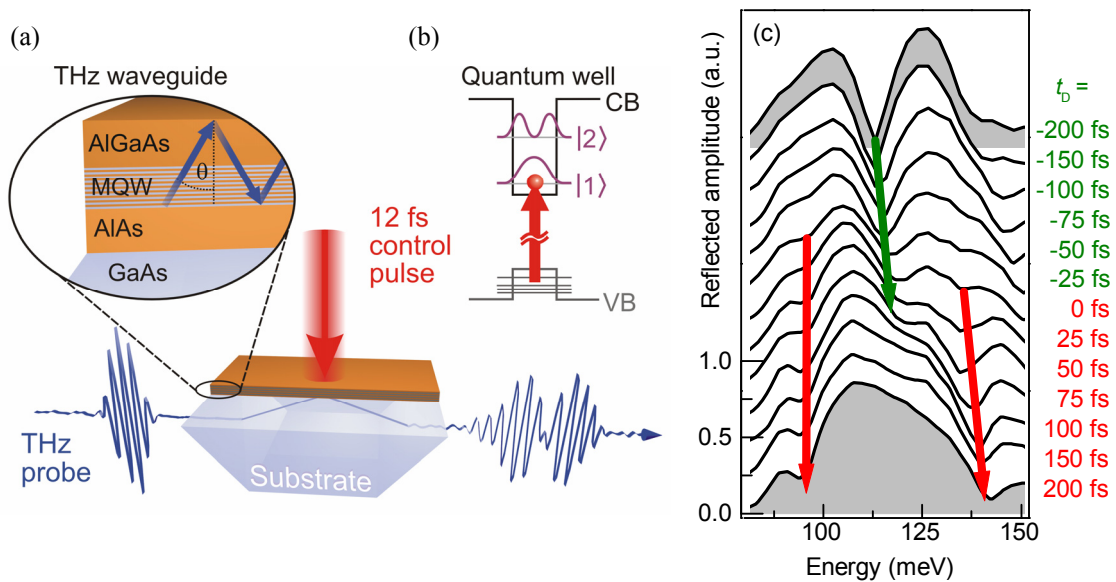 (a)
THz waveguide
AlGaAs
MQW
θ
AlAs
GaAs
12 fs
control
pulse
THz
probe
Substrate
(b)
Quantum well
CB
|2⟩
|1⟩
VB
(c)
Reflected amplitude (a.u.)
1.0
0.5
0.0
100
125
150
Energy (meV)
t_D =
-200 fs
-150 fs
-100 fs
-75 fs
-50 fs
-25 fs
0 fs
25 fs
50 fs
75 fs
100 fs
150 fs
200 fs